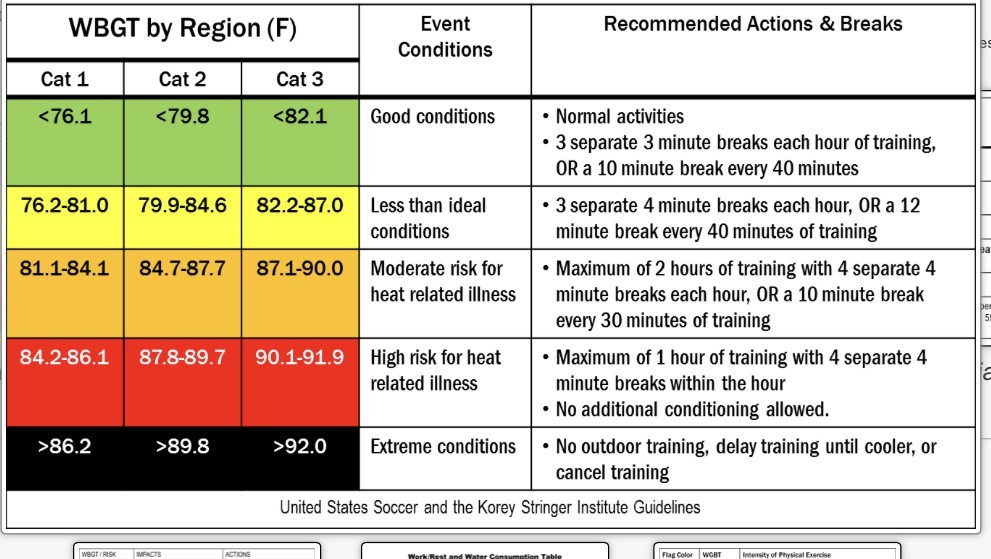 WBGT by Region (F)
Event
Conditions
Recommended Actions & Breaks
Cat 1 Cat 2 Cat 3
<76.1 <79.8 <82.1
Good conditions
• Normal activities
• 3 separate 3 minute breaks each hour of training,
OR a 10 minute break every 40 minutes
76.2-81.0 79.9-84.6 82.2-87.0
Less than ideal
conditions
• 3 separate 4 minute breaks each hour, OR a 12
minute break every 40 minutes of training
81.1-84.1 84.7-87.7 87.1-90.0
Moderate risk for
heat related illness
• Maximum of 2 hours of training with 4 separate 4
minute breaks each hour, OR a 10 minute break
every 30 minutes of training
84.2-86.1 87.8-89.7 90.1-91.9
High risk for heat
related illness
• Maximum of 1 hour of training with 4 separate 4
minute breaks within the hour
• No additional conditioning allowed.
>86.2 >89.8 >92.0
Extreme conditions
• No outdoor training, delay training until cooler, or
cancel training
United States Soccer and the Korey Stringer Institute Guidelines
WBGT / RISK IMPACTS ACTIONS
Work/Rest and Water Consumption Table
Flag Color WGBT Intensity of Physical Exercise